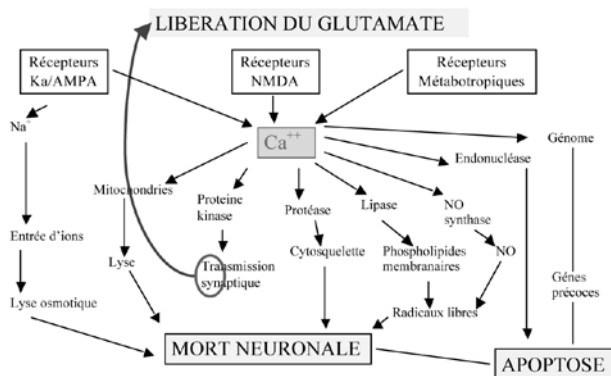 LIBERATION DU GLUTAMATE
Récepteurs
Ka/AMPA
Récepteurs
NMDA
Récepteurs
Métabotropiques
Na+
Ca++
Génome
Endonucléase
Mitochondries
Proteine
kinase
Protéase
Lipase
NO
synthase
Entrée d'ions
Lyse
Transmission
synaptique
Cytosquelette
Phospholipides
membranaires
NO
Génes
précoces
Lyse osmotique
Radicaux libres
MORT NEURONALE
APOPTOSE